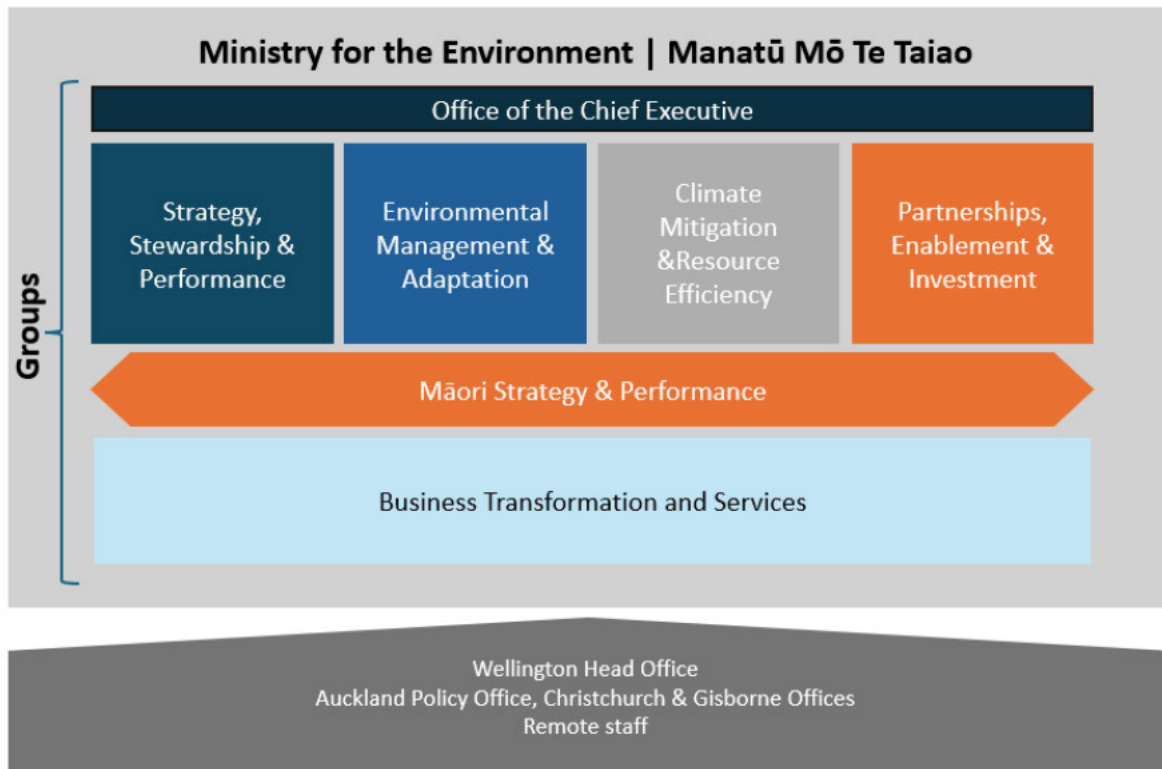 Ministry for the Environment | Manatū Mō Te Taiao
Groups
Office of the Chief Executive
Strategy,
Stewardship &
Performance
Environmental
Management &
Adaptation
Climate
Mitigation
&Resource
Efficiency
Partnerships,
Enablement &
Investment
Māori Strategy & Performance
Business Transformation and Services
Wellington Head Office
Auckland Policy Office, Christchurch & Gisborne Offices
Remote staff